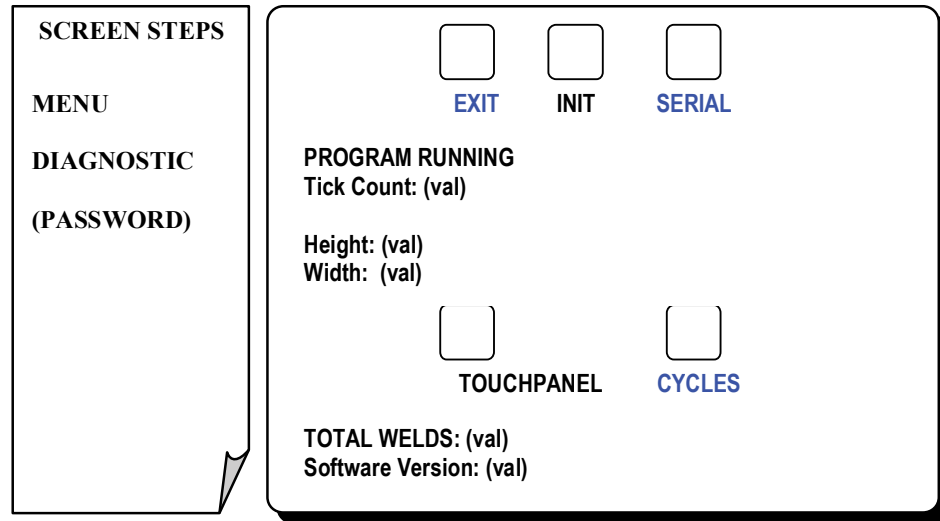 SCREEN STEPS
MENU
DIAGNOSTIC
(PASSWORD)
EXIT INIT SERIAL
PROGRAM RUNNING
Tick Count: (val)
Height: (val)
Width: (val)
TOUCHPANEL CYCLES
TOTAL WELDS: (val)
Software Version: (val)